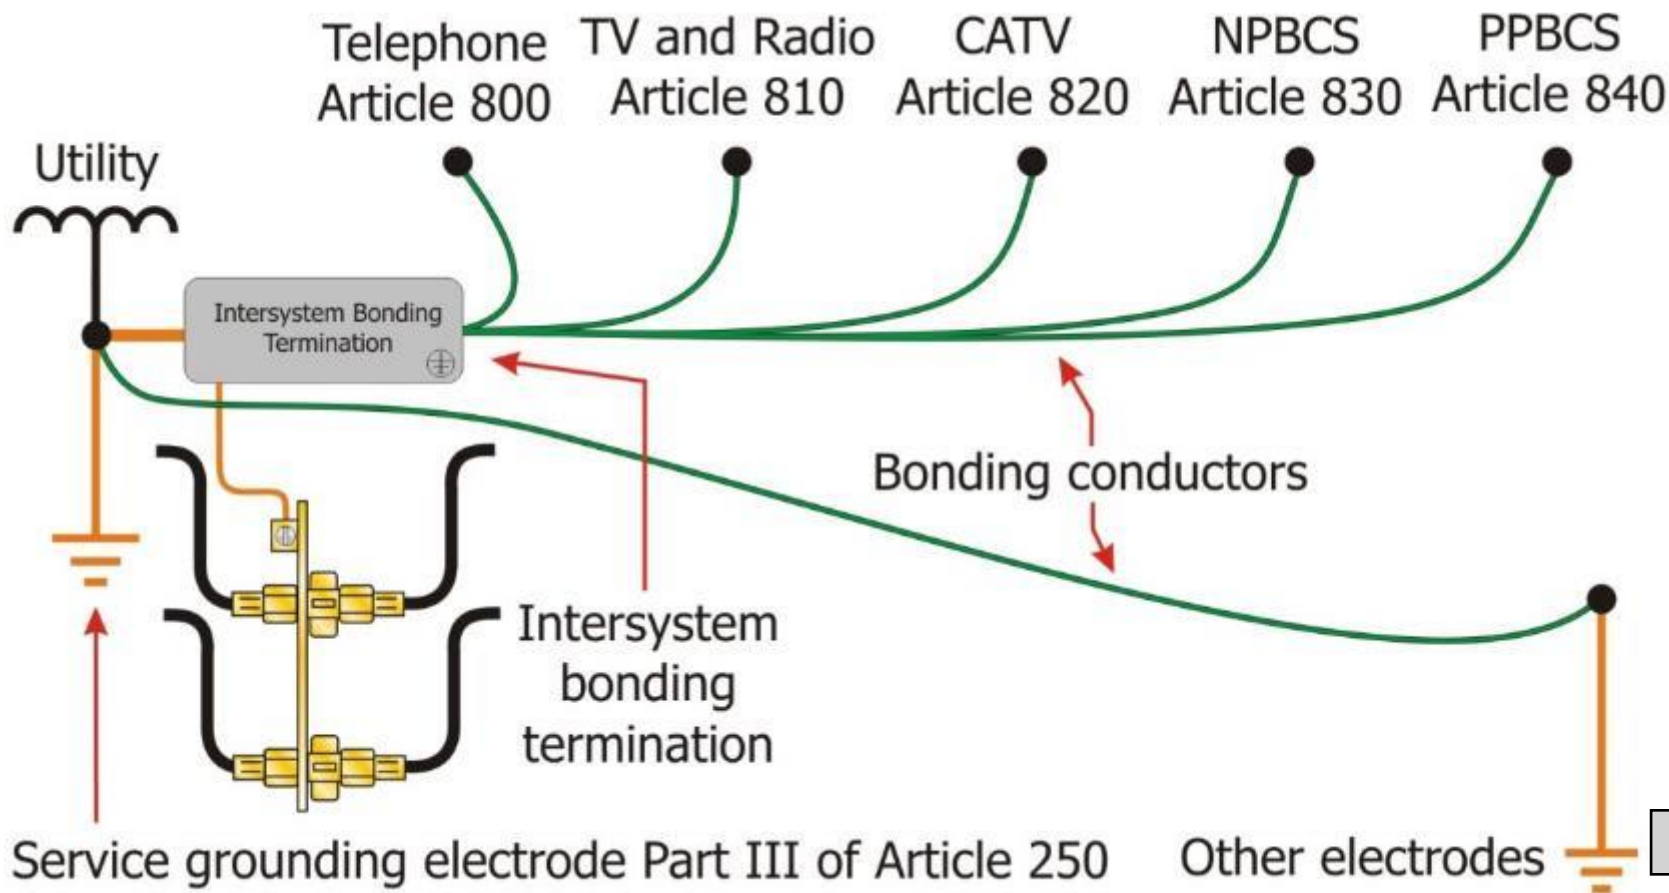 Telephone
Article 800
TV and Radio
Article 810
CATV
Article 820
NPBCS
Article 830
PPBCS
Article 840
Utility
Intersystem Bonding
Termination
Bonding conductors
Intersystem
bonding
termination
Service grounding electrode Part III of Article 250
Other electrodes